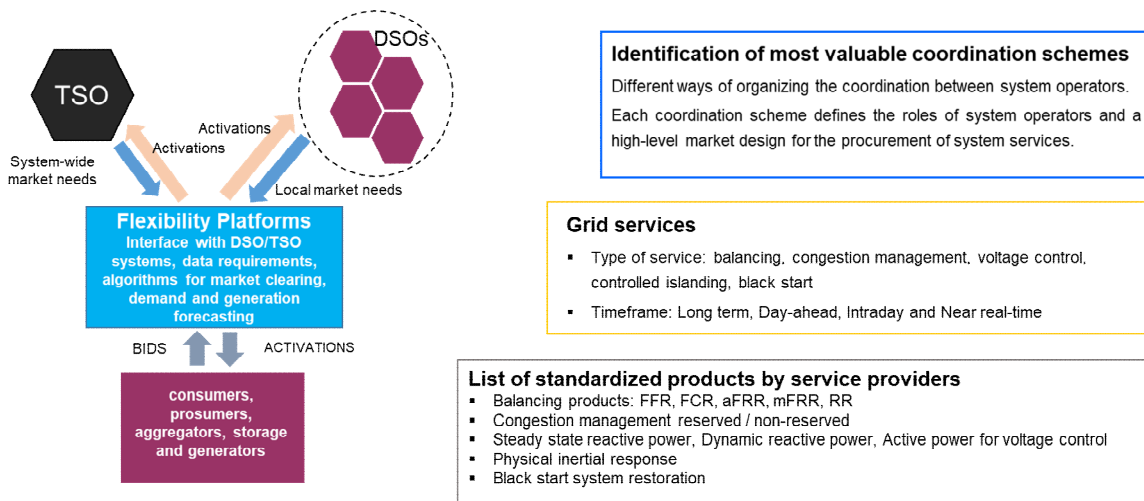 TSO
DSOs
Activations
Activations
System-wide
market needs
Local market needs
Flexibility Platforms
Interface with DSO/TSO
systems, data requirements,
algorithms for market clearing,
demand and generation
forecasting
BIDS
ACTIVATIONS
consumers,
prosumers,
aggregators, storage
and generators
Identification of most valuable coordination schemes
Different ways of organizing the coordination between system operators.
Each coordination scheme defines the roles of system operators and a
high-level market design for the procurement of system services.
Grid services
▪ Type of service: balancing, congestion management, voltage control,
controlled islanding, black start
▪ Timeframe: Long term, Day-ahead, Intraday and Near real-time
List of standardized products by service providers
▪ Balancing products: FFR, FCR, aFRR, mFRR, RR
▪ Congestion management reserved / non-reserved
▪ Steady state reactive power, Dynamic reactive power, Active power for voltage control
▪ Physical inertial response
▪ Black start system restoration